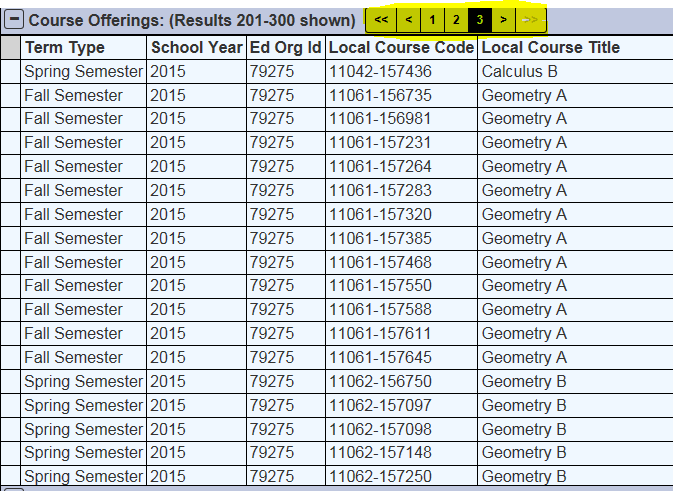 Course Offerings: (Results 201-300 shown) << < 1 2 3 > >>
Term Type School Year Ed Org Id Local Course Code Local Course Title
Spring Semester 2015 79275 11042-157436 Calculus B
Fall Semester 2015 79275 11061-156735 Geometry A
Fall Semester 2015 79275 11061-156981 Geometry A
Fall Semester 2015 79275 11061-157231 Geometry A
Fall Semester 2015 79275 11061-157264 Geometry A
Fall Semester 2015 79275 11061-157283 Geometry A
Fall Semester 2015 79275 11061-157320 Geometry A
Fall Semester 2015 79275 11061-157385 Geometry A
Fall Semester 2015 79275 11061-157468 Geometry A
Fall Semester 2015 79275 11061-157550 Geometry A
Fall Semester 2015 79275 11061-157588 Geometry A
Fall Semester 2015 79275 11061-157611 Geometry A
Fall Semester 2015 79275 11061-157645 Geometry A
Spring Semester 2015 79275 11062-156750 Geometry B
Spring Semester 2015 79275 11062-157097 Geometry B
Spring Semester 2015 79275 11062-157098 Geometry B
Spring Semester 2015 79275 11062-157148 Geometry B
Spring Semester 2015 79275 11062-157250 Geometry B